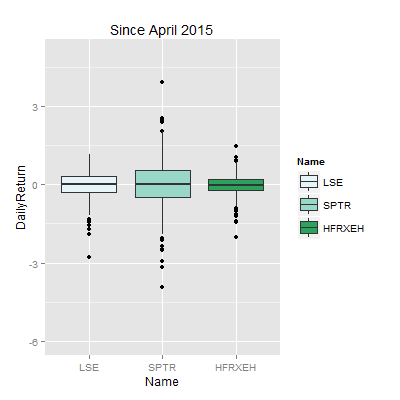 Since April 2015
DailyReturn
3
0
-3
-6
LSE
SPTR
HFRXEH
Name
Name
LSE
SPTR
HFRXEH